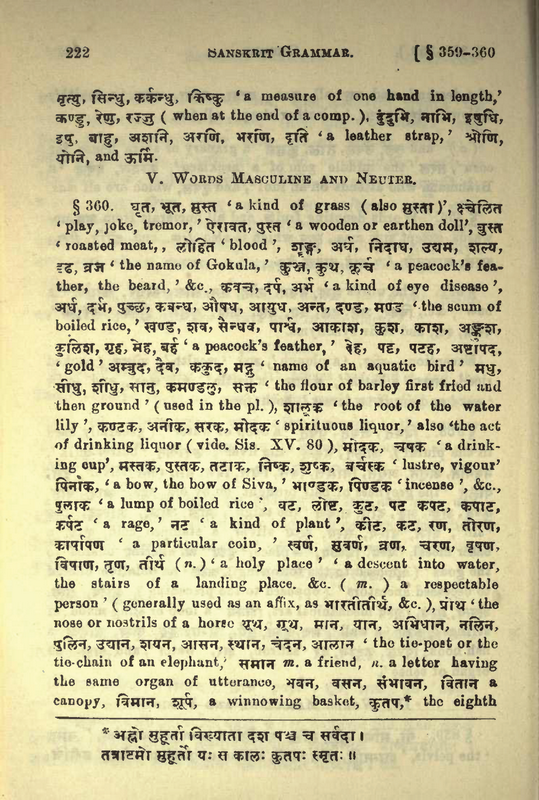 222 SANSKRIT GRAMMAR. [ § 359-360
मृत्यु, सिन्धु, कर्कन्धु, किष्कु ‘a measure of one hand in length,’
कण्डु, रेणु, रज्जु ( when at the end of a comp. ), दुंदुभि, नाभि, इषुधि,
इषु, बाहु, अशनि, अरणि, भरणि, दृति ‘a leather strap,’ श्रोणि,
योनि, and ऊर्मि.
V. WORDS MASCULINE AND NEUTER.
§ 360. घृत, भूत, मुस्त ‘a kind of grass ( also मुस्ता )’, क्ष्वेलित
‘play, joke, tremor,’ ऐरावत, पुस्त ‘a wooden or earthen doll’, बुस्त
‘roasted meat,, लोहित ‘blood’, शृङ्ग, अर्घ, निदाघ, उद्यम, शल्य,
दृढ, व्रज ‘the name of Gokula,’ कुञ्ज, कुथ, कूर्च ‘a peacock's fea-
ther, the beard,’ &c., कवच, दर्प, अर्भ ‘a kind of eye disease’,
अर्ध, दर्भ, पुच्छ, कबन्ध, औषध, आयुध, अन्त, दण्ड, मण्ड ‘the scum of
boiled rice,’ खण्ड, शव, सैन्धव, पार्श्व, आकाश, कुश, काश, अङ्कुश,
कुलिश, गृह, मेह, बर्ह ‘a peacock's feather,’ देह, पट्ट, पटह, अष्टापद,
‘gold’ अम्बुद, दैव, ककुद, मद्गु ‘name of an aquatic bird’ मधु,
सीधु, शीधु, सानु, कमण्डलु, सक्तु ‘the flour of barley first fried and
then ground’ ( used in the pl. ), शालूक ‘the root of the water
lily’, कण्टक, अनीक, सरक, मोदक ‘spirituous liquor,’ also ‘the act
of drinking liquor ( vide. Sis. XV. 80 ), मोदक, चषक ‘a drink-
ing cup’, मस्तक, पुस्तक, तटाक, निष्क, शुष्क, वर्चस्क ‘lustre, vigour’
पिनाक, ‘a bow, the bow of Siva,’ भाण्डक, पिण्डक ‘incense’, &c.,
पुलाक ‘a lump of boiled rice’, वट, लोष्ट, कुट, पट कपट, कपाट,
कर्पट ‘a rage,’ नट ‘a kind of plant’, कीट, कट, रण, तोरण,
कार्षापण ‘a particular coin, ’ स्वर्ण, सुवर्ण, व्रण, चरण, वृषण,
विषाण, तृण, तीर्थ ( n. ) ‘a holy place’ ‘a descent into water,
the stairs of a landing place. &c. ( m. ) a respectable
person’ ( generally used as an affix, as भारतीतीर्थ, &c. ), प्रोथ ‘the
nose or nostrils of a horse यूथ, गूथ, मान, यान, अभिधान, नलिन,
पुलिन, उद्यान, शयन, आसन, स्थान, चंदन, आलान ‘the tie-post or the
tie-chain of an elephant,’ समान m. a friend, n. a letter having
the same organ of utterance, भवन, वसन, संभावन, वितान a
canopy, विमान, शूर्प, a winnowing basket, कुतप,* the eighth
* अह्नो मुहूर्ता विख्याता दश पञ्च च सर्वदा।
तत्राष्टमो मुहूर्तो यः स कालः कुतपः स्मृतः॥